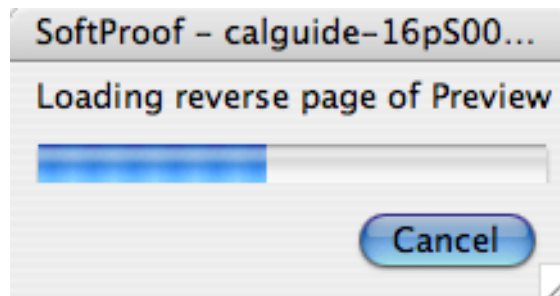 SoftProof – calguide-16pS00...
Loading reverse page of Preview
Cancel